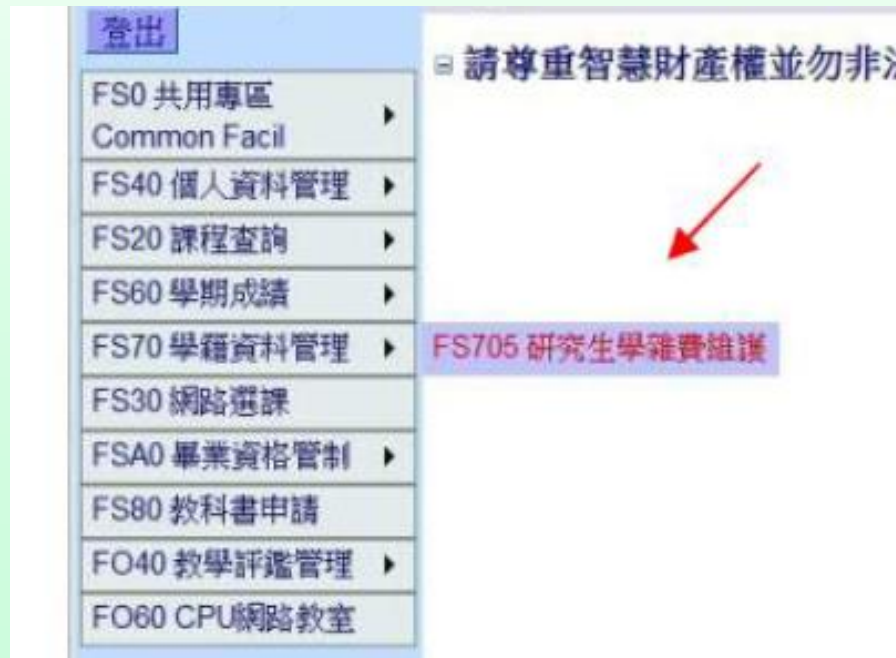 登出
請尊重智慧財產權並勿非法
FS0 共用專區
Common Facil
FS40 個人資料管理
FS20 課程查詢
FS60 學期成績
FS70 學籍資料管理
FS705 研究生學雜費維護
FS30 網路選課
FSA0 畢業資格管制
FS80 教科書申請
FO40 教學評鑑管理
FO60 CPU網路教室